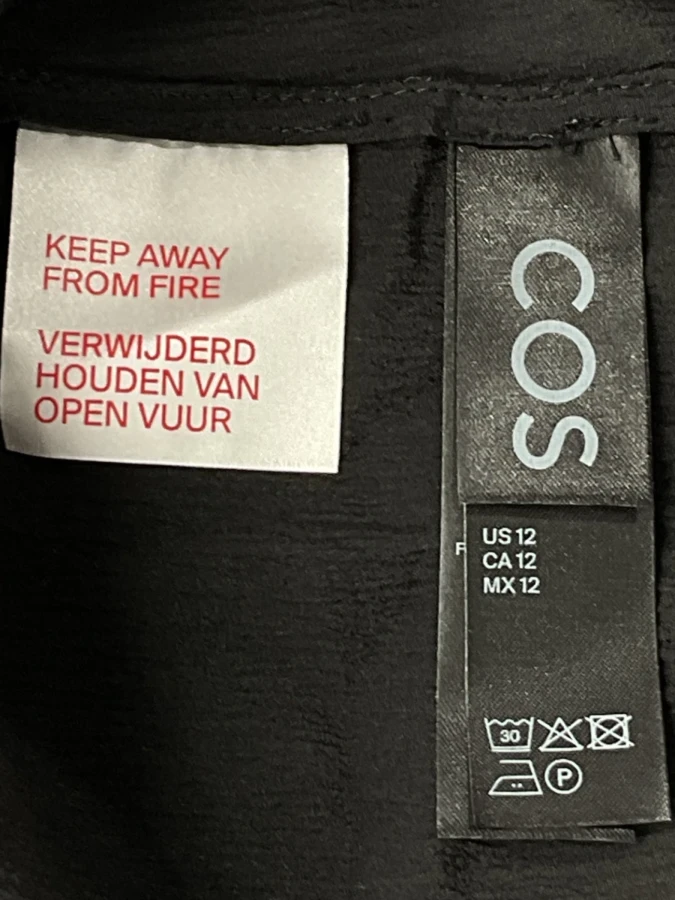 KEEP AWAY
FROM FIRE
VERWIJDERD
HOUDEN VAN
OPEN VUUR
COS
F
US 12
CA 12
MX 12
30
P